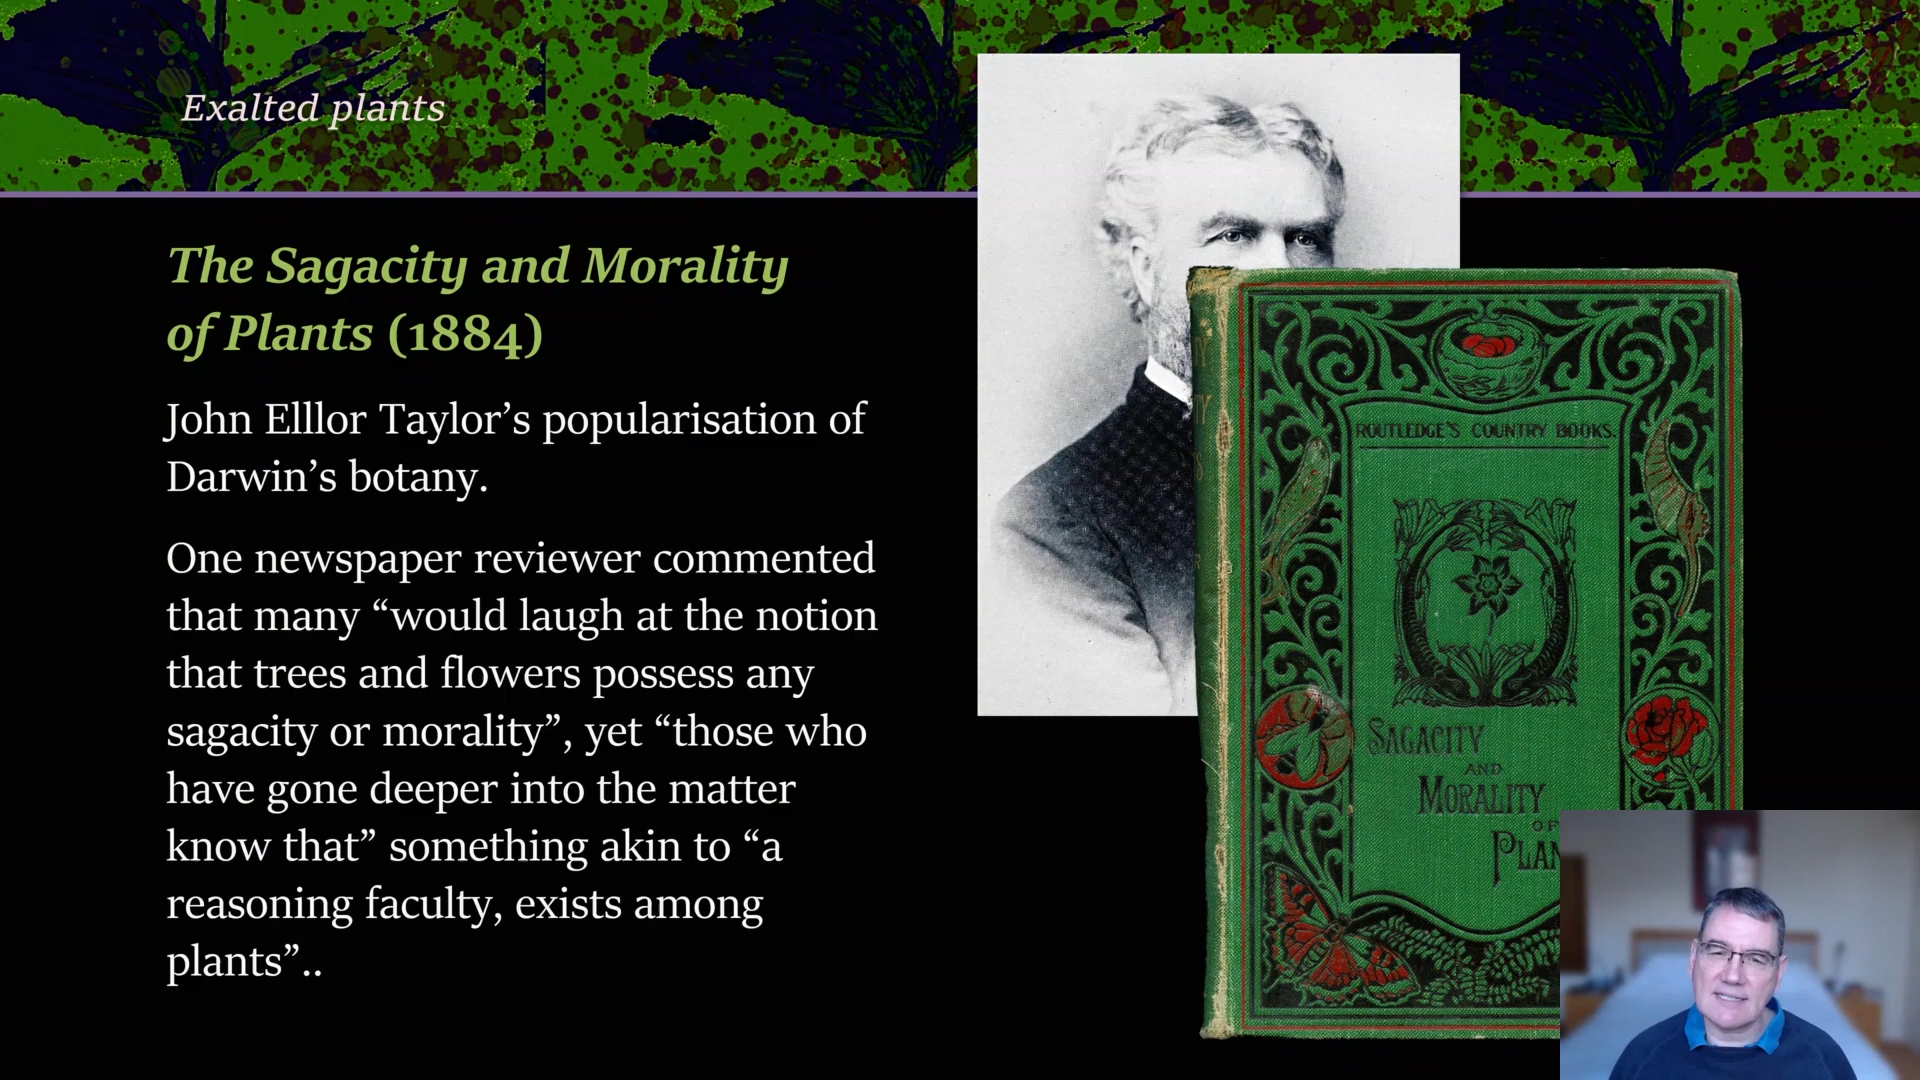 Exalted plants
The Sagacity and Morality
of Plants (1884)
John Elllor Taylor’s popularisation of
Darwin’s botany.
One newspaper reviewer commented
that many “would laugh at the notion
that trees and flowers possess any
sagacity or morality”, yet “those who
have gone deeper into the matter
know that” something akin to “a
reasoning faculty, exists among
plants”..
ROUTLEDGE'S COUNTRY BOOKS.
SAGACITY
AND
MORALITY
OF